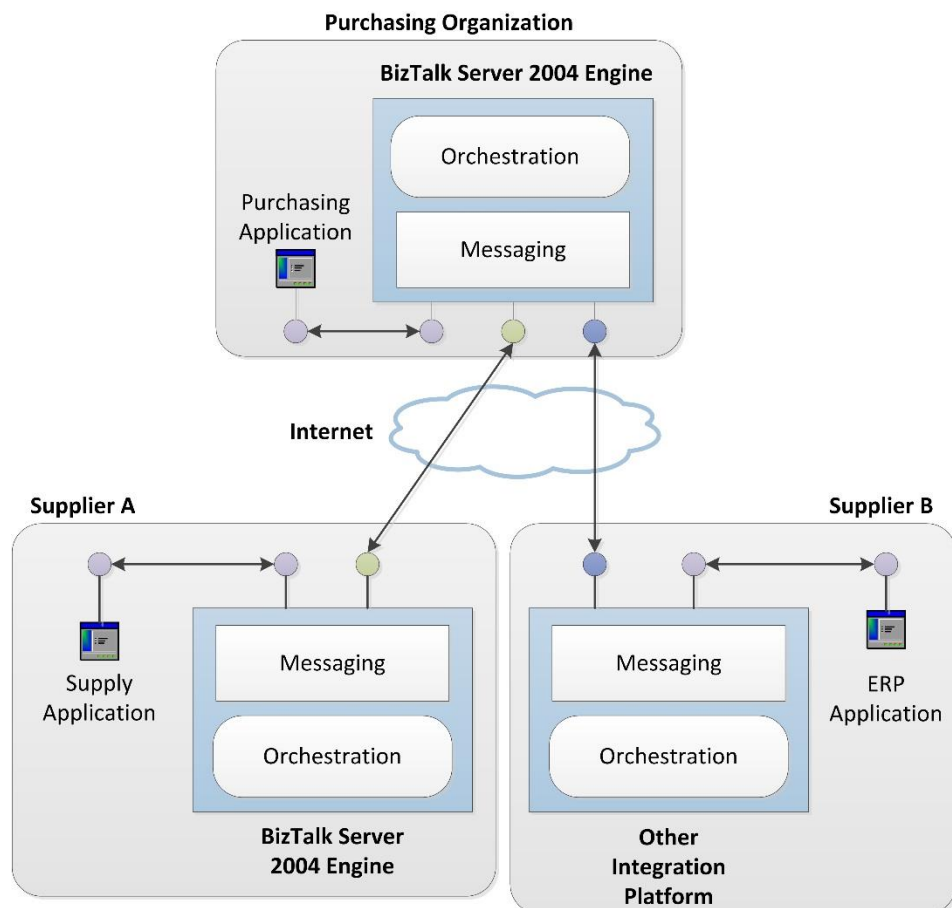 Purchasing Organization
BizTalk Server 2004 Engine
Orchestration
Purchasing
Application
Messaging
Internet
Supplier A
Supplier B
Messaging
Supply
Application
Orchestration
BizTalk Server
2004 Engine
Messaging
ERP
Application
Orchestration
Other
Integration
Platform